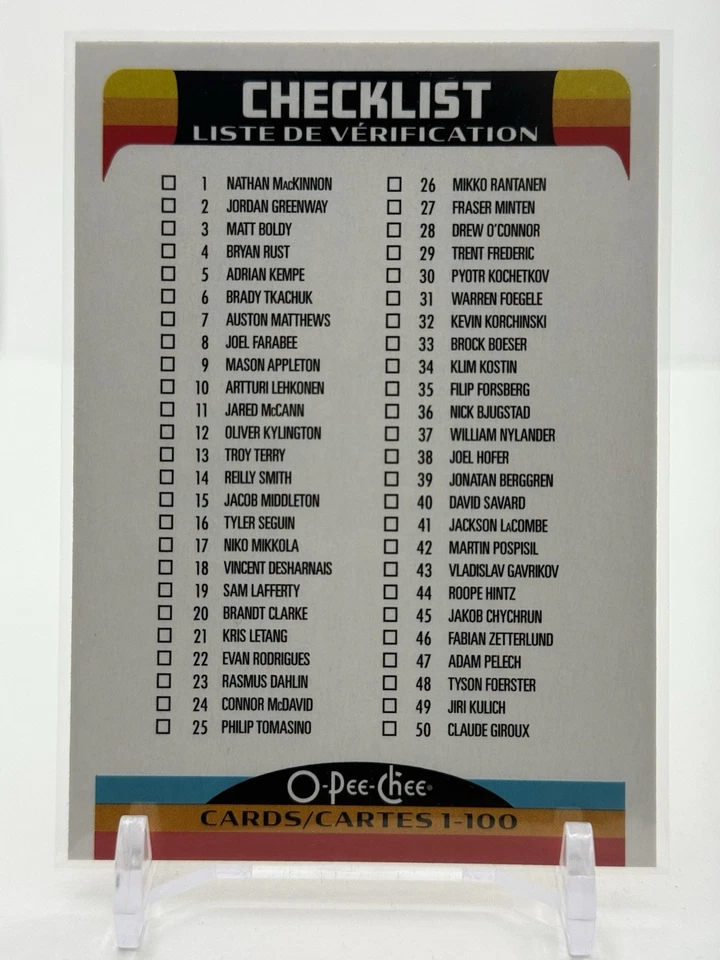 CHECKLIST
LISTE DE VÉRIFICATION
1 NATHAN MacKINNON
2 JORDAN GREENWAY
3 MATT BOLDY
4 BRYAN RUST
5 ADRIAN KEMPE
6 BRADY TKACHUK
7 AUSTON MATTHEWS
8 JOEL FARABEE
9 MASON APPLETON
10 ARTTURI LEHKONEN
11 JARED McCANN
12 OLIVER KYLINGTON
13 TROY TERRY
14 REILLY SMITH
15 JACOB MIDDLETON
16 TYLER SEGUIN
17 NIKO MIKKOLA
18 VINCENT DESHARNAIS
19 SAM LAFFERTY
20 BRANDT CLARKE
21 KRIS LETANG
22 EVAN RODRIGUES
23 RASMUS DAHLIN
24 CONNOR McDAVID
25 PHILIP TOMASINO
26 MIKKO RANTANEN
27 FRASER MINTEN
28 DREW O'CONNOR
29 TRENT FREDERIC
30 PYOTR KOCHETKOV
31 WARREN FOEGELE
32 KEVIN KORCHINSKI
33 BROCK BOESER
34 KLIM KOSTIN
35 FILIP FORSBERG
36 NICK BJUGSTAD
37 WILLIAM NYLANDER
38 JOEL HOFER
39 JONATAN BERGGREN
40 DAVID SAVARD
41 JACKSON LaCOMBE
42 MARTIN POSPISIL
43 VLADISLAV GAVRIKOV
44 ROOPE HINTZ
45 JAKOB CHYCHRUN
46 FABIAN ZETTERLUND
47 ADAM PELECH
48 TYSON FOERSTER
49 JIRI KULICH
50 CLAUDE GIROUX
O-Pee-Chee®
CARDS/CARTES 1-100